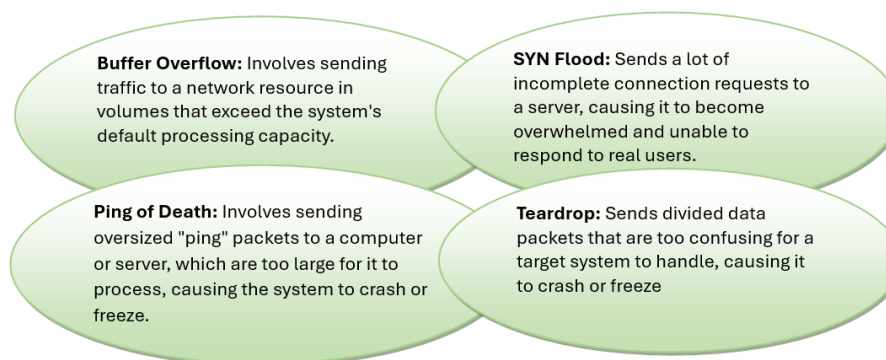 Buffer Overflow: Involves sending
traffic to a network resource in
volumes that exceed the system's
default processing capacity.
SYN Flood: Sends a lot of
incomplete connection requests to
a server, causing it to become
overwhelmed and unable to
respond to real users.
Ping of Death: Involves sending
oversized "ping" packets to a computer
or server, which are too large for it to
process, causing the system to crash or
freeze.
Teardrop: Sends divided data
packets that are too confusing for a
target system to handle, causing it
to crash or freeze